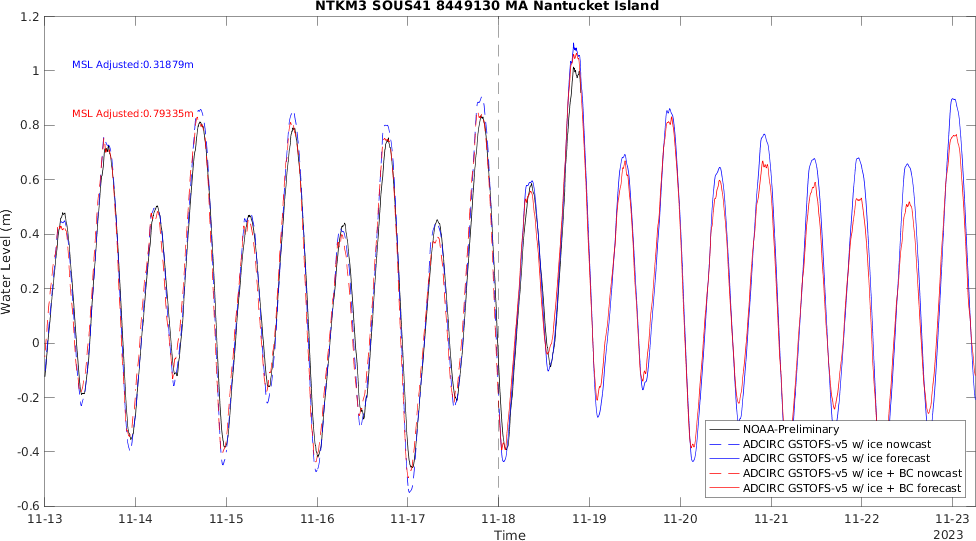 NTKM3 SOUS41 8449130 MA Nantucket Island
1.2
1
0.8
0.6
0.4
0.2
0
-0.2
-0.4
-0.6
Water Level (m)
MSL Adjusted:0.31879m
MSL Adjusted:0.79335m
NOAA-Preliminary
ADCIRC GSTOFS-v5 w/ ice nowcast
ADCIRC GSTOFS-v5 w/ ice forecast
ADCIRC GSTOFS-v5 w/ ice + BC nowcast
ADCIRC GSTOFS-v5 w/ ice + BC forecast
11-13 11-14 11-15 11-16 11-17 11-18 11-19 11-20 11-21 11-22 11-23
Time 2023